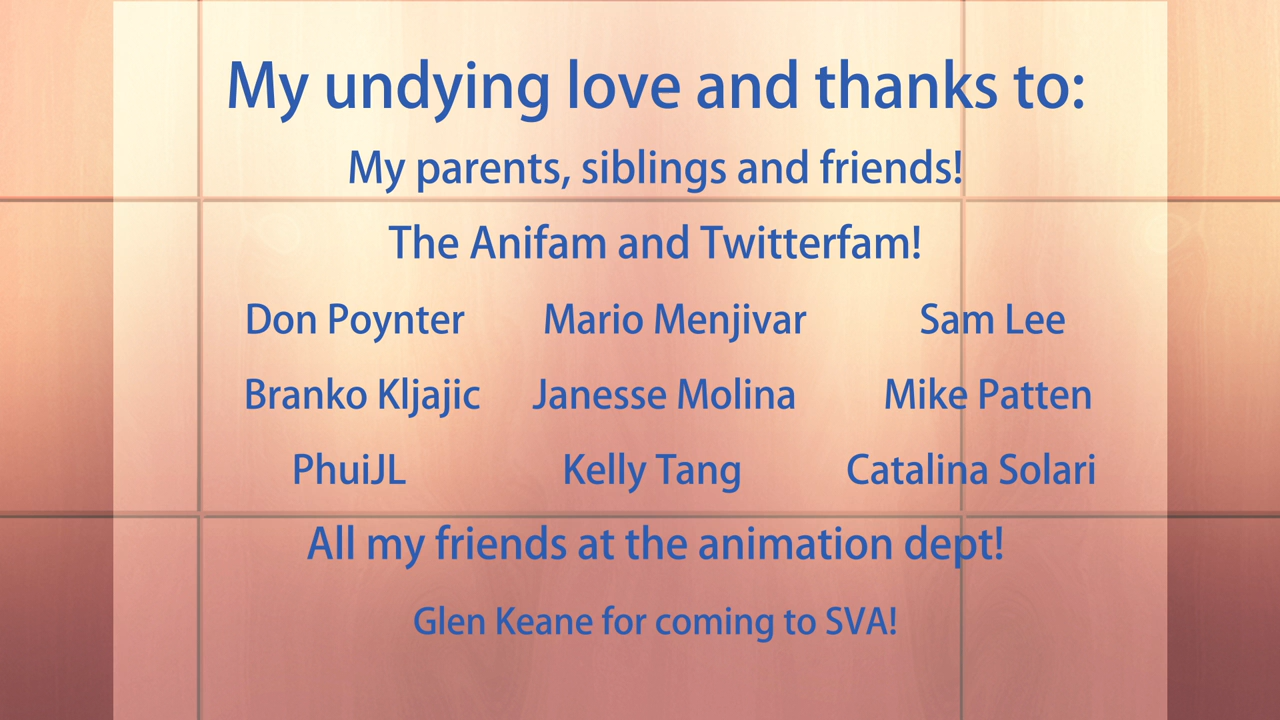 My undying love and thanks to:
My parents, siblings and friends!
The Anifam and Twitterfam!
Don Poynter Mario Menjivar Sam Lee
Branko Kljajic Janesse Molina Mike Patten
PhuiJL Kelly Tang Catalina Solari
All my friends at the animation dept!
Glen Keane for coming to SVA!